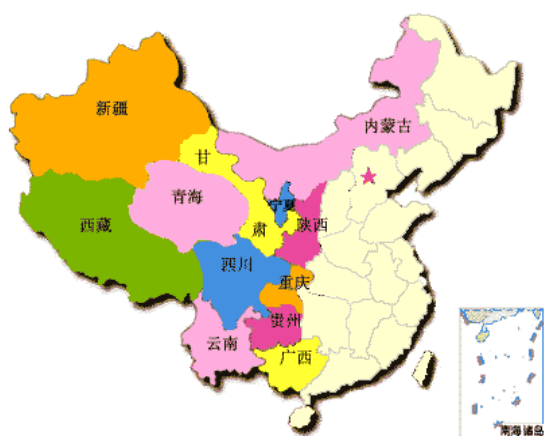 新疆
内蒙古
甘
青海
宁夏
肃
陕西
西藏
四川
重庆
贵州
云南
广西
南海诸岛